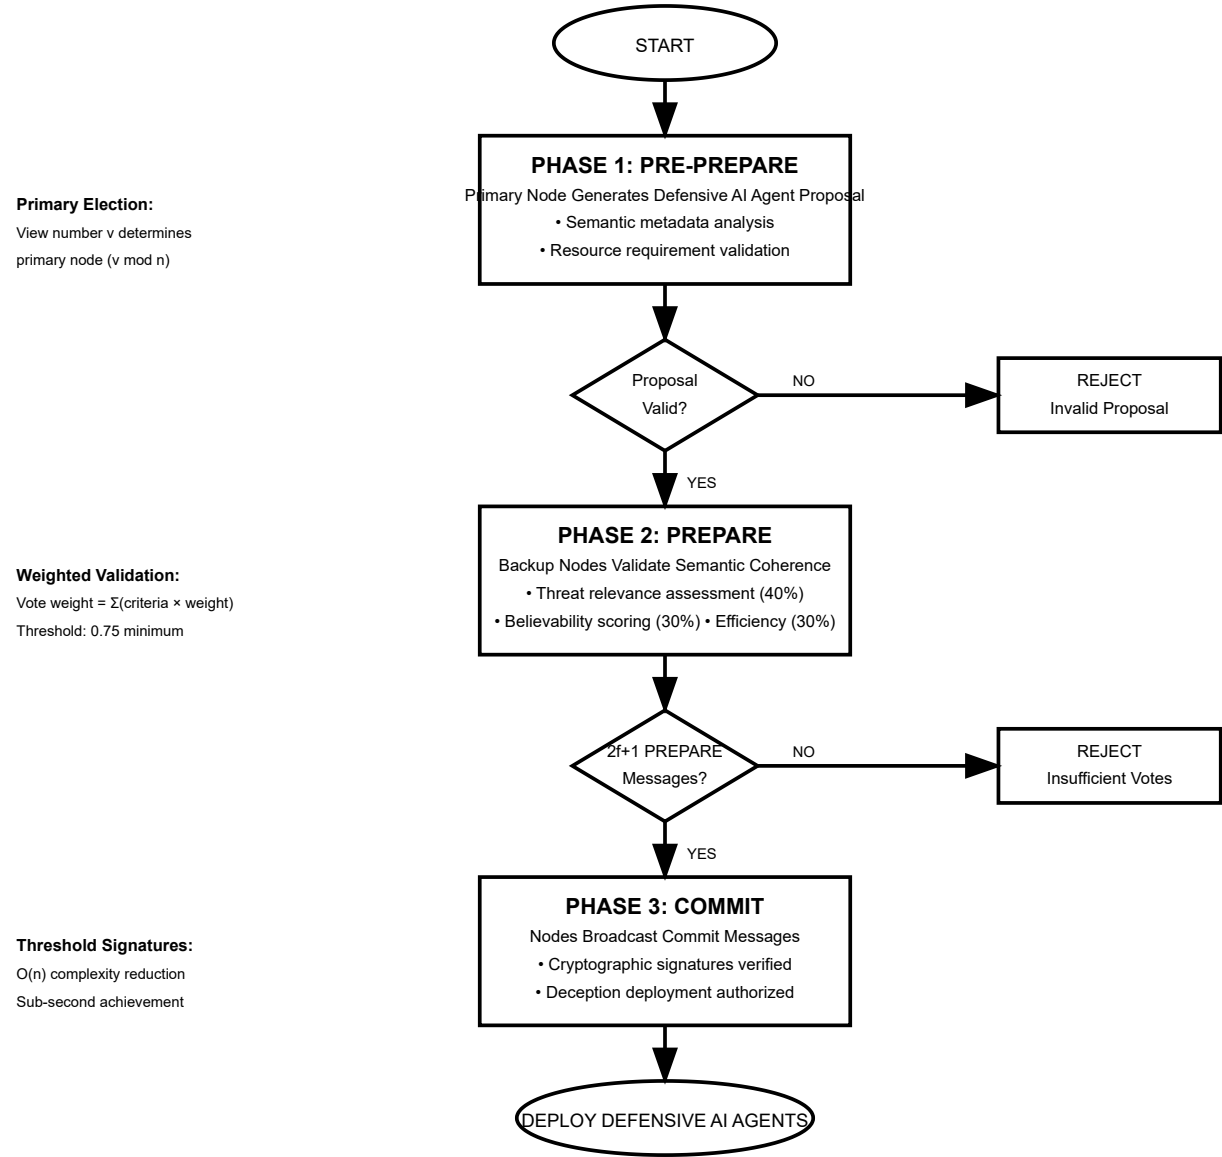 START
PHASE 1: PRE-PREPARE
Primary Node Generates Defensive AI Agent Proposal
• Semantic metadata analysis
• Resource requirement validation
Primary Election:
View number v determines
primary node (v mod n)
Proposal
Valid?
NO
REJECT
Invalid Proposal
YES
PHASE 2: PREPARE
Backup Nodes Validate Semantic Coherence
• Threat relevance assessment (40%)
• Believability scoring (30%) • Efficiency (30%)
Weighted Validation:
Vote weight = Σ(criteria × weight)
Threshold: 0.75 minimum
2f+1 PREPARE
Messages?
NO
REJECT
Insufficient Votes
YES
PHASE 3: COMMIT
Nodes Broadcast Commit Messages
• Cryptographic signatures verified
• Deception deployment authorized
Threshold Signatures:
O(n) complexity reduction
Sub-second achievement
DEPLOY DEFENSIVE AI AGENTS